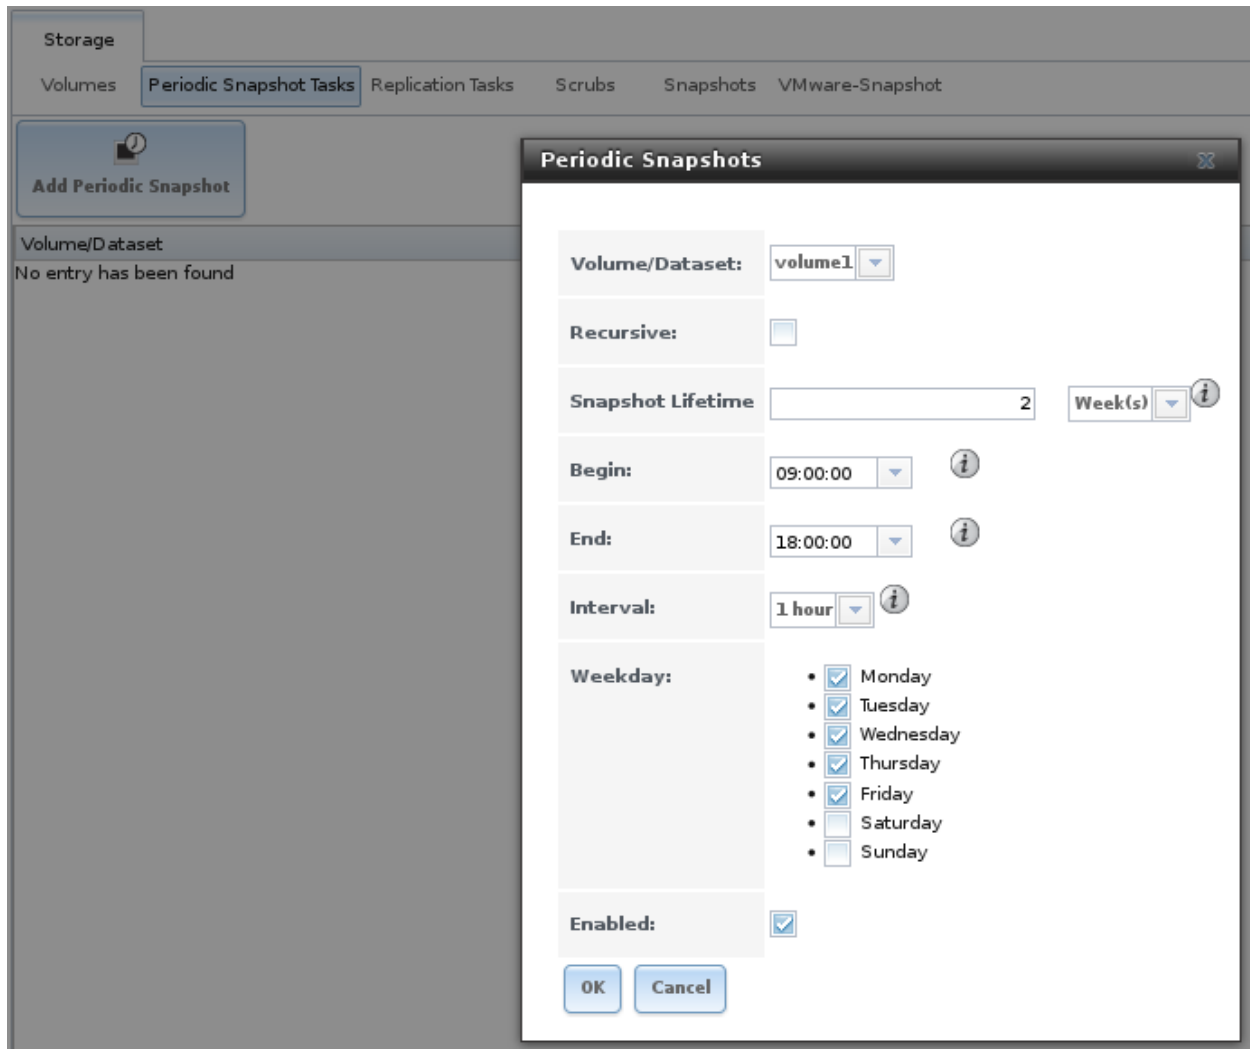 Storage
Volumes Periodic Snapshot Tasks Replication Tasks Scrubs Snapshots VMware-Snapshot
Add Periodic Snapshot
Volume/Dataset
No entry has been found
Periodic Snapshots
Volume/Dataset: volume1
Recursive:
Snapshot Lifetime 2 Week(s) i
Begin: 09:00:00 i
End: 18:00:00 i
Interval: 1 hour i
Weekday: • Monday
• Tuesday
• Wednesday
• Thursday
• Friday
• Saturday
• Sunday
Enabled:
OK Cancel